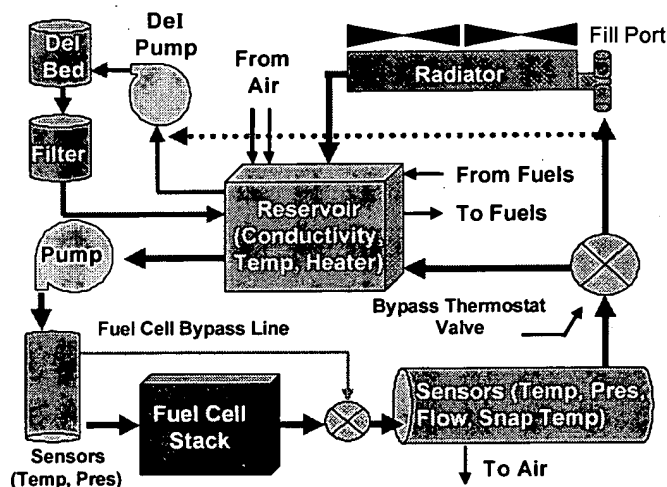 DeI
Pump
DeI
Bed
From
Air
Fill Port
Radiator
Filter
From Fuels
To Fuels
Reservoir
(Conductivity,
Temp, Heater)
Pump
Bypass Thermostat
Valve
Fuel Cell Bypass Line
Sensors (Temp, Pres,
Flow, Snap Temp)
Fuel Cell
Stack
Sensors
(Temp, Pres)
To Air